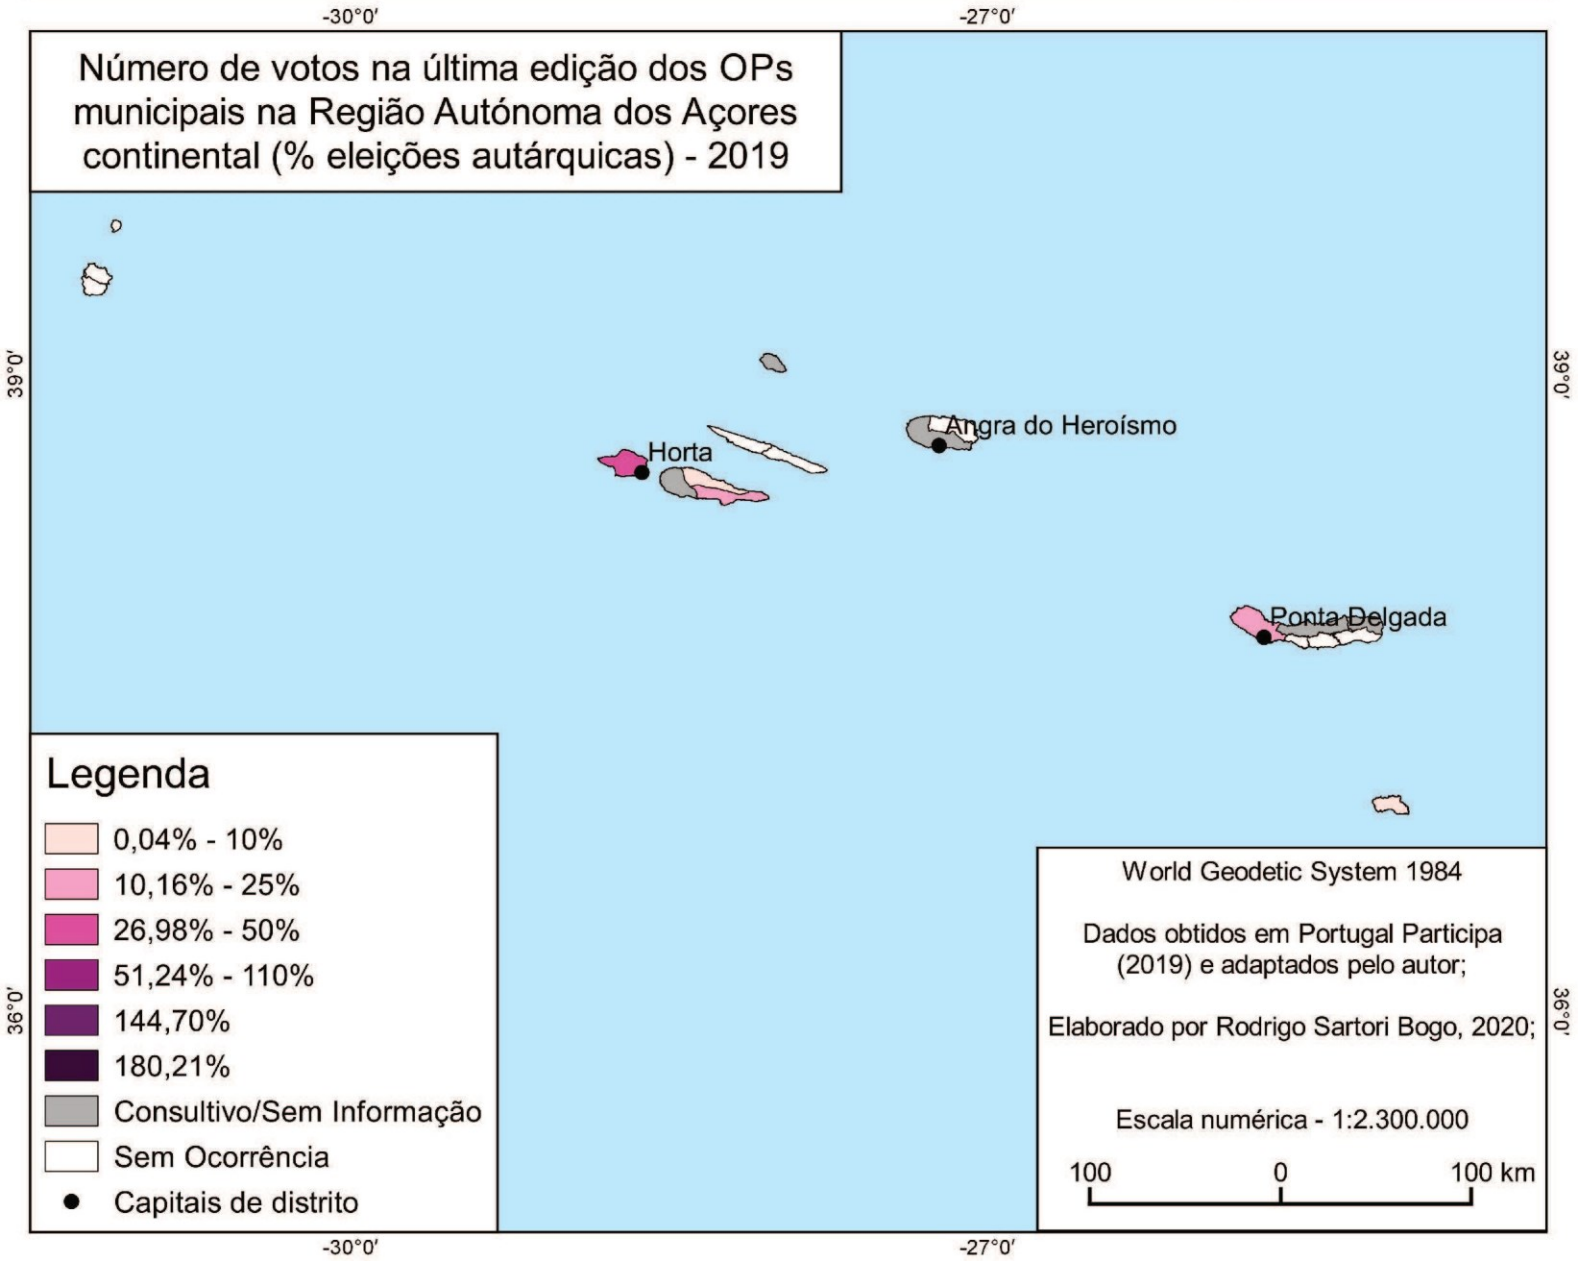 -30°0′
-27°0′
Número de votos na última edição dos OPs
municipais na Região Autónoma dos Açores
continental (% eleições autárquicas) - 2019
39°0′
39°0′
Angra do Heroísmo
Horta
Ponta Delgada
Legenda
0,04% - 10%
10,16% - 25%
26,98% - 50%
51,24% - 110%
144,70%
180,21%
Consultivo/Sem Informação
Sem Ocorrência
Capitais de distrito
36°0′
36°0′
World Geodetic System 1984
Dados obtidos em Portugal Participa
(2019) e adaptados pelo autor;
Elaborado por Rodrigo Sartori Bogo, 2020;
Escala numérica - 1:2.300.000
100 0 100 km
-30°0′
-27°0′